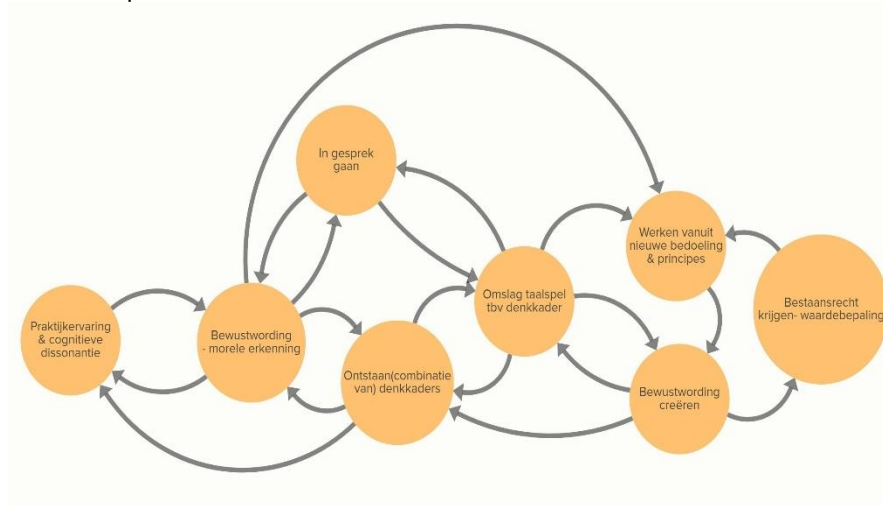 In gesprek
gaan
Werken vanuit
nieuwe bedoeling
& principes
Omslag taalspel
tbv denkkader
Bestaansrecht
krijgen- waardebepaling
Praktijkervaring
& cognitieve
dissonantie
Bewustwording
- morele erkenning
Ontstaan(combinatie
van) denkkaders
Bewustwording
creëren